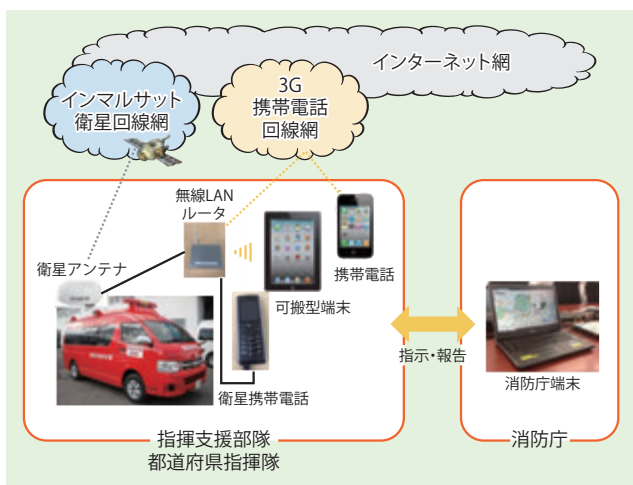 インターネット網
インマルサット
衛星回線網
3G
携帯電話
回線網
無線LAN
ルータ
衛星アンテナ
携帯電話
可搬型端末
衛星携帯電話
指示・報告
消防庁端末
指揮支援部隊
都道府県指揮隊
消防庁